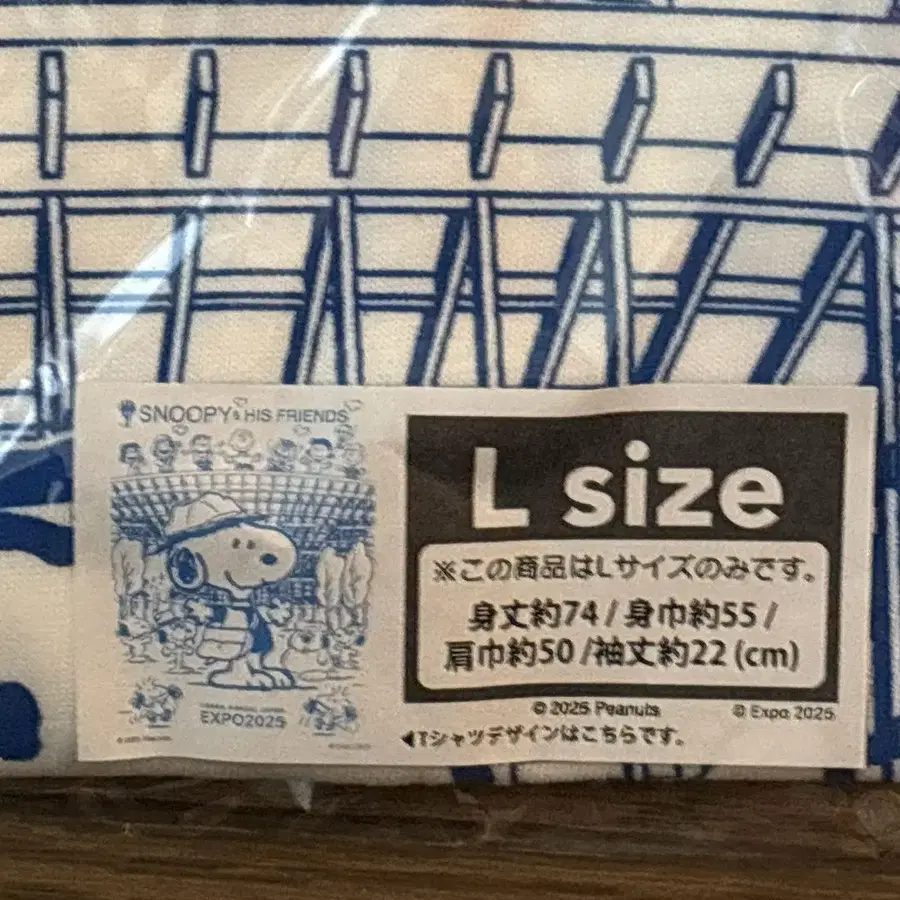 SNOOPY & HIS FRIENDS
EXPO2025
L size
※この商品はLサイズのみです。
身丈約74 / 身巾約55 /
肩巾約50 /袖丈約22 (cm)
© 2025 Peanuts
© Expo 2025
◀Tシャツデザインはこちらです。